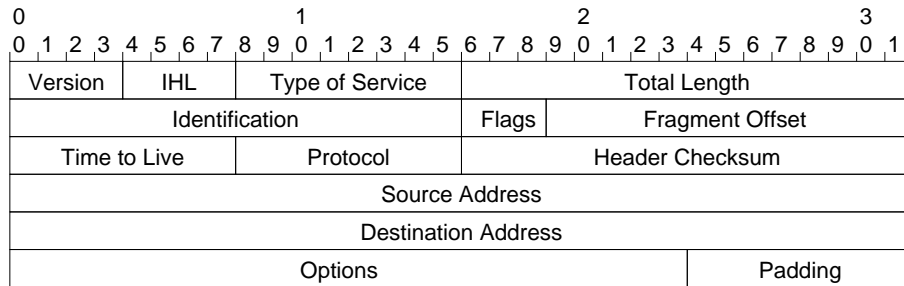 0 1 2 3
0 1 2 3 4 5 6 7 8 9 0 1 2 3 4 5 6 7 8 9 0 1 2 3 4 5 6 7 8 9 0 1
Version IHL Type of Service Total Length
Identification Flags Fragment Offset
Time to Live Protocol Header Checksum
Source Address
Destination Address
Options Padding